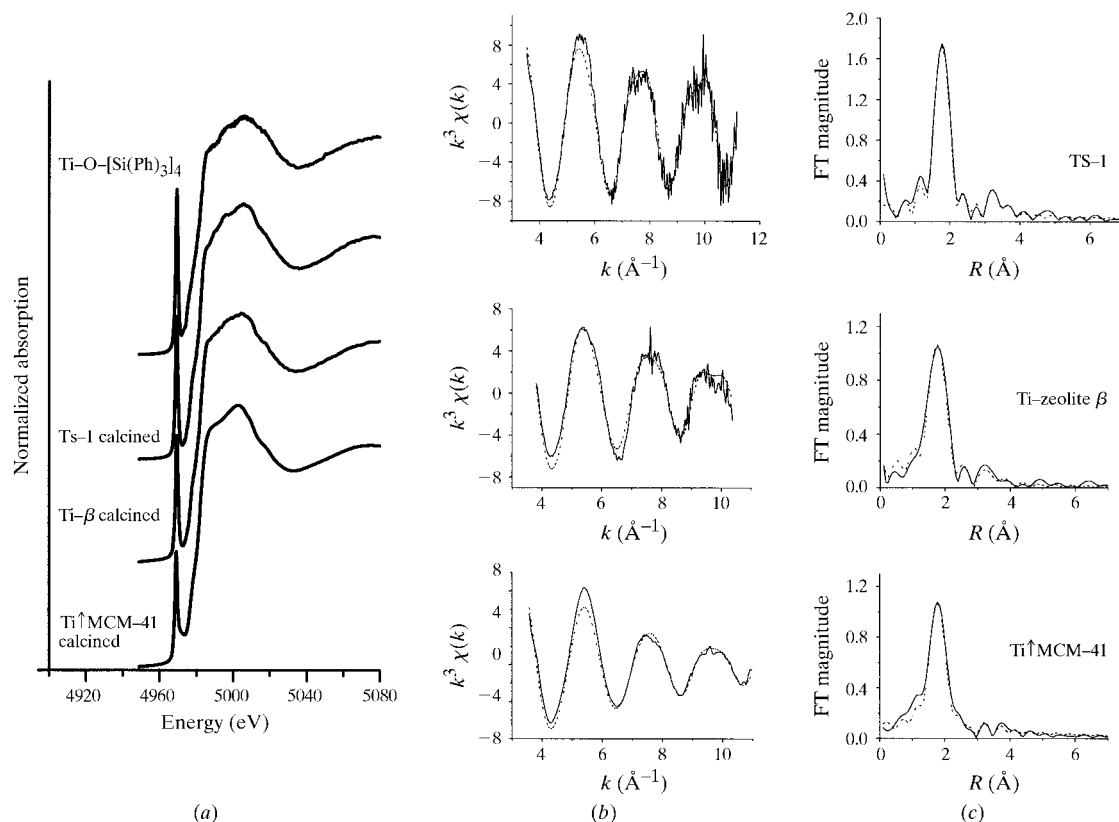 Normalized absorption
Ti–O–[Si(Ph)₃]₄
Ts–1 calcined
Ti–β calcined
Ti↑MCM–41
calcined
4920 4960 5000 5040 5080
Energy (eV)
(a)
k³ χ(k)
8
4
0
−4
−8
4 6 8 10 12
k (Å⁻¹)
k³ χ(k)
8
4
0
−4
−8
4 6 8 10
k (Å⁻¹)
k³ χ(k)
8
4
0
−4
−8
4 6 8 10
k (Å⁻¹)
(b)
FT magnitude
2.0
1.6
1.2
0.8
0.4
0.0
TS–1
0 2 4 6
R (Å)
FT magnitude
1.2
0.8
0.4
0.0
Ti–zeolite β
0 2 4 6
R (Å)
FT magnitude
1.2
0.8
0.4
0.0
Ti↑MCM–41
0 2 4 6
R (Å)
(c)